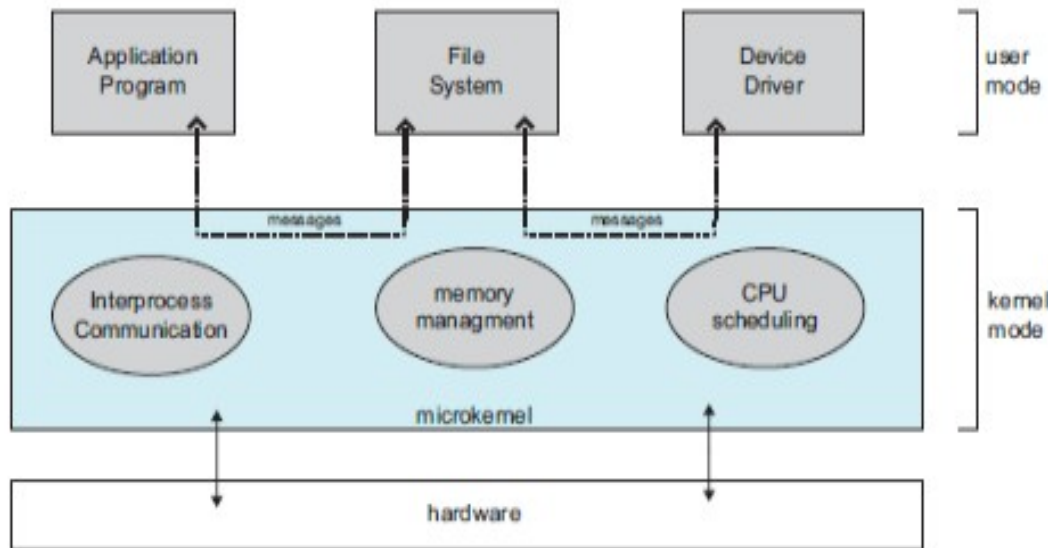 Application
Program
File
System
Device
Driver
user
mode
messages
messages
Interprocess
Communication
memory
managment
CPU
scheduling
kernel
mode
microkernel
hardware